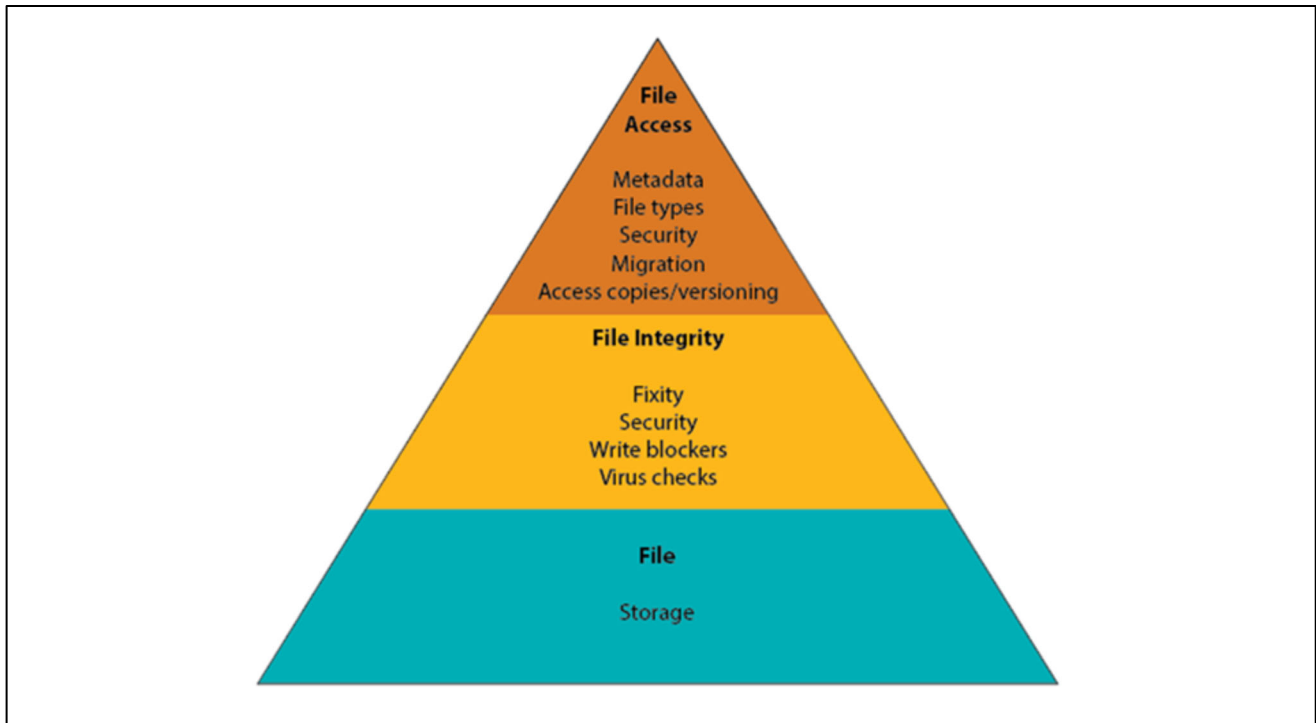 File
Access
Metadata
File types
Security
Migration
Access copies/versioning
File Integrity
Fixity
Security
Write blockers
Virus checks
File
Storage